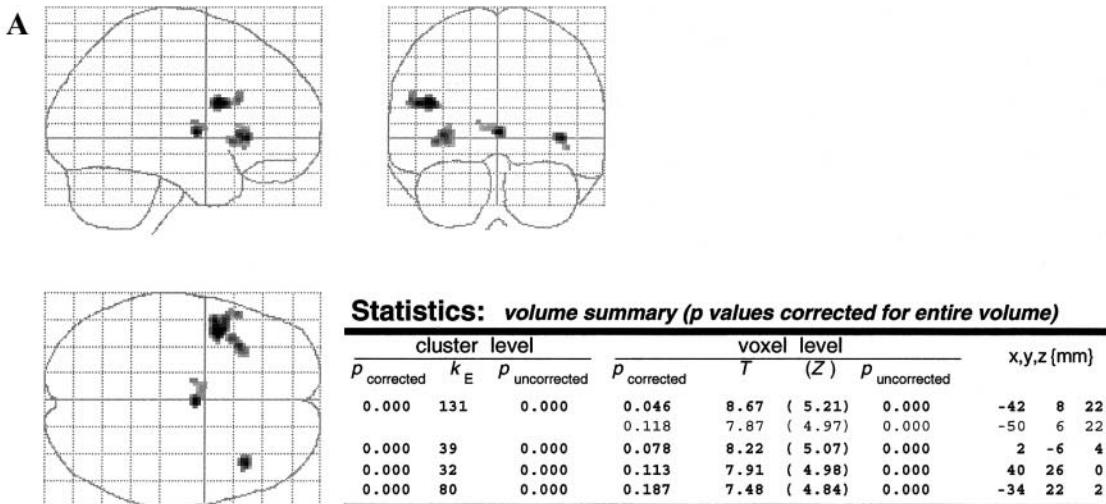 A
Statistics: volume summary (p values corrected for entire volume)
cluster level voxel level x,y,z {mm}
p corrected k E p uncorrected p corrected T (Z) p uncorrected
0.000 131 0.000 0.046 8.67 ( 5.21) 0.000 -42 8 22
0.118 7.87 ( 4.97) 0.000 -50 6 22
0.000 39 0.000 0.078 8.22 ( 5.07) 0.000 2 -6 4
0.000 32 0.000 0.113 7.91 ( 4.98) 0.000 40 26 0
0.000 80 0.000 0.187 7.48 ( 4.84) 0.000 -34 22 2